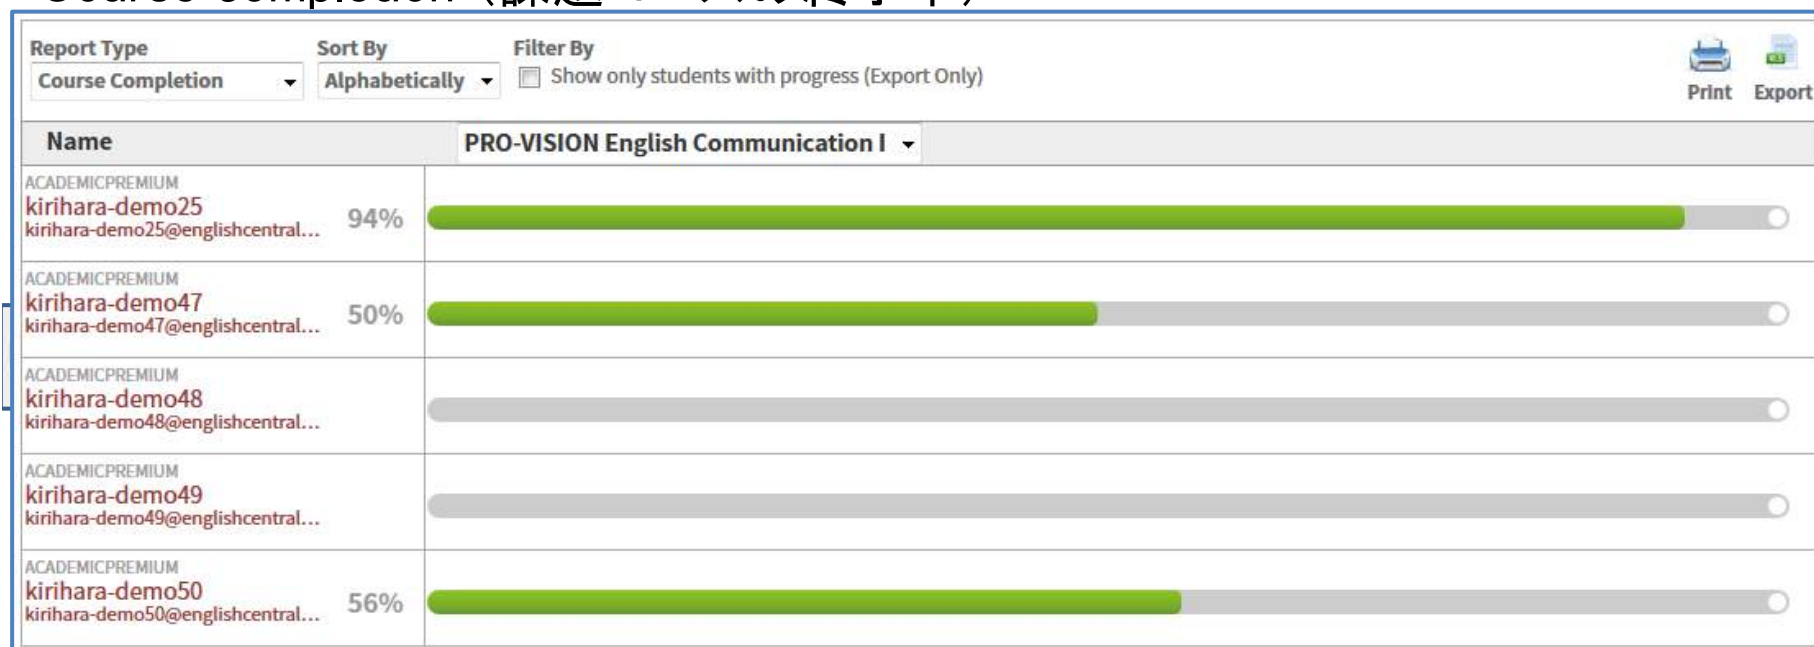 Report Type
Sort By
Filter By
Course Completion
Alphabetically
Show only students with progress (Export Only)
Print
Export
Name
PRO-VISION English Communication I
ACADEMICPREMIUM
kirihara-demo25
kirihara-demo25@englishcentral...
94%
ACADEMICPREMIUM
kirihara-demo47
kirihara-demo47@englishcentral...
50%
ACADEMICPREMIUM
kirihara-demo48
kirihara-demo48@englishcentral...
ACADEMICPREMIUM
kirihara-demo49
kirihara-demo49@englishcentral...
ACADEMICPREMIUM
kirihara-demo50
kirihara-demo50@englishcentral...
56%